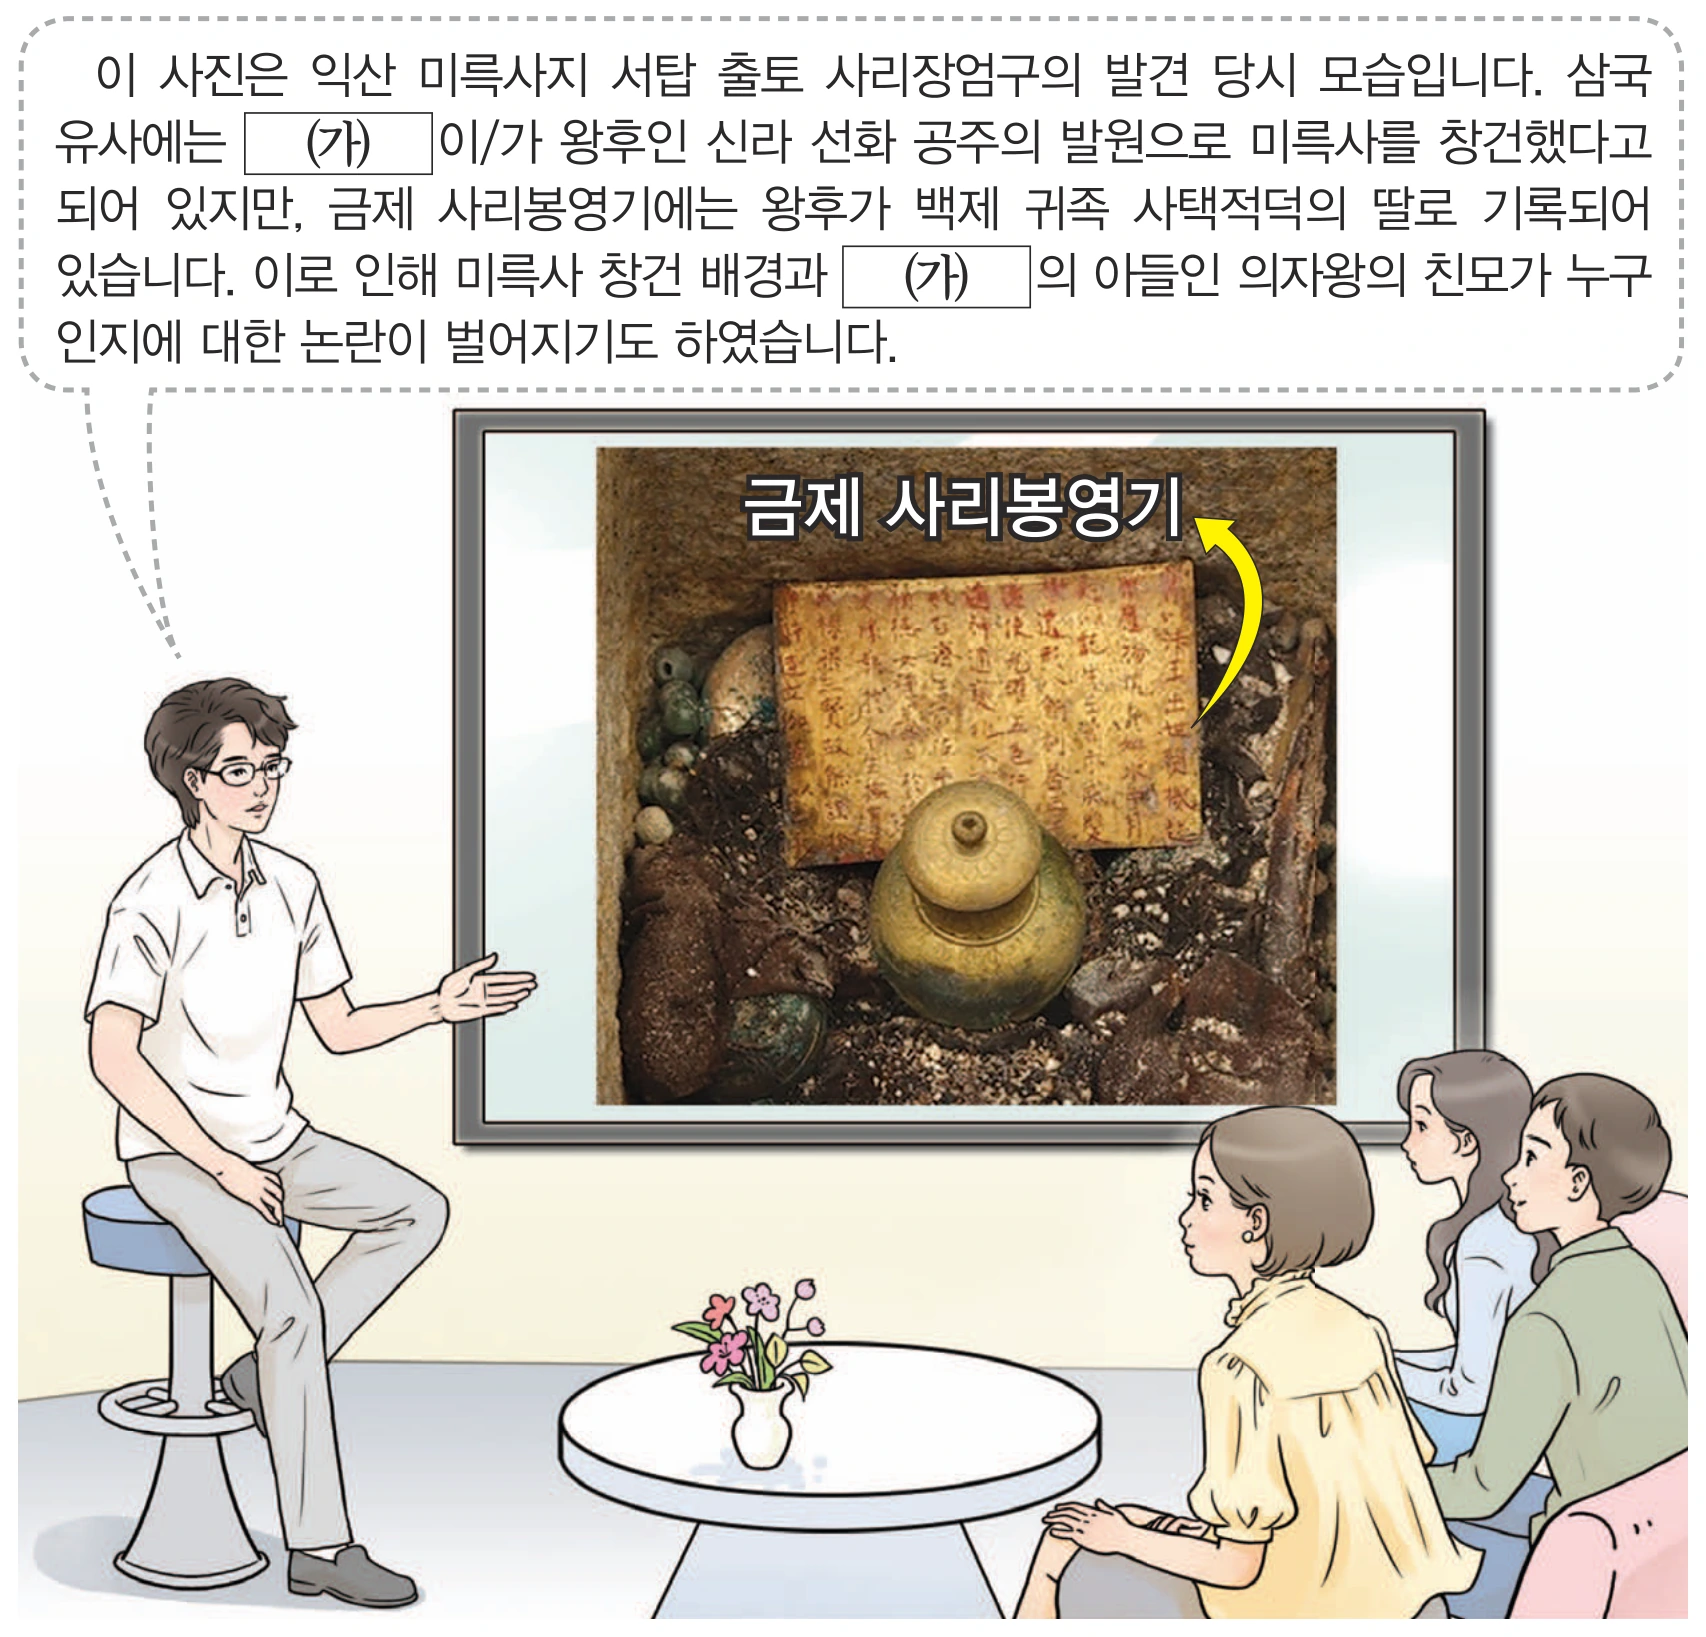 이 사진은 익산 미륵사지 서탑 출토 사리장엄구의 발견 당시 모습입니다. 삼국
유사에는 (가) 이/가 왕후인 신라 선화 공주의 발원으로 미륵사를 창건했다고
되어 있지만, 금제 사리봉영기에는 왕후가 백제 귀족 사택적덕의 딸로 기록되어
있습니다. 이로 인해 미륵사 창건 배경과 (가) 의 아들인 의자왕의 친모가 누구
인지에 대한 논란이 벌어지기도 하였습니다.
금제 사리봉영기